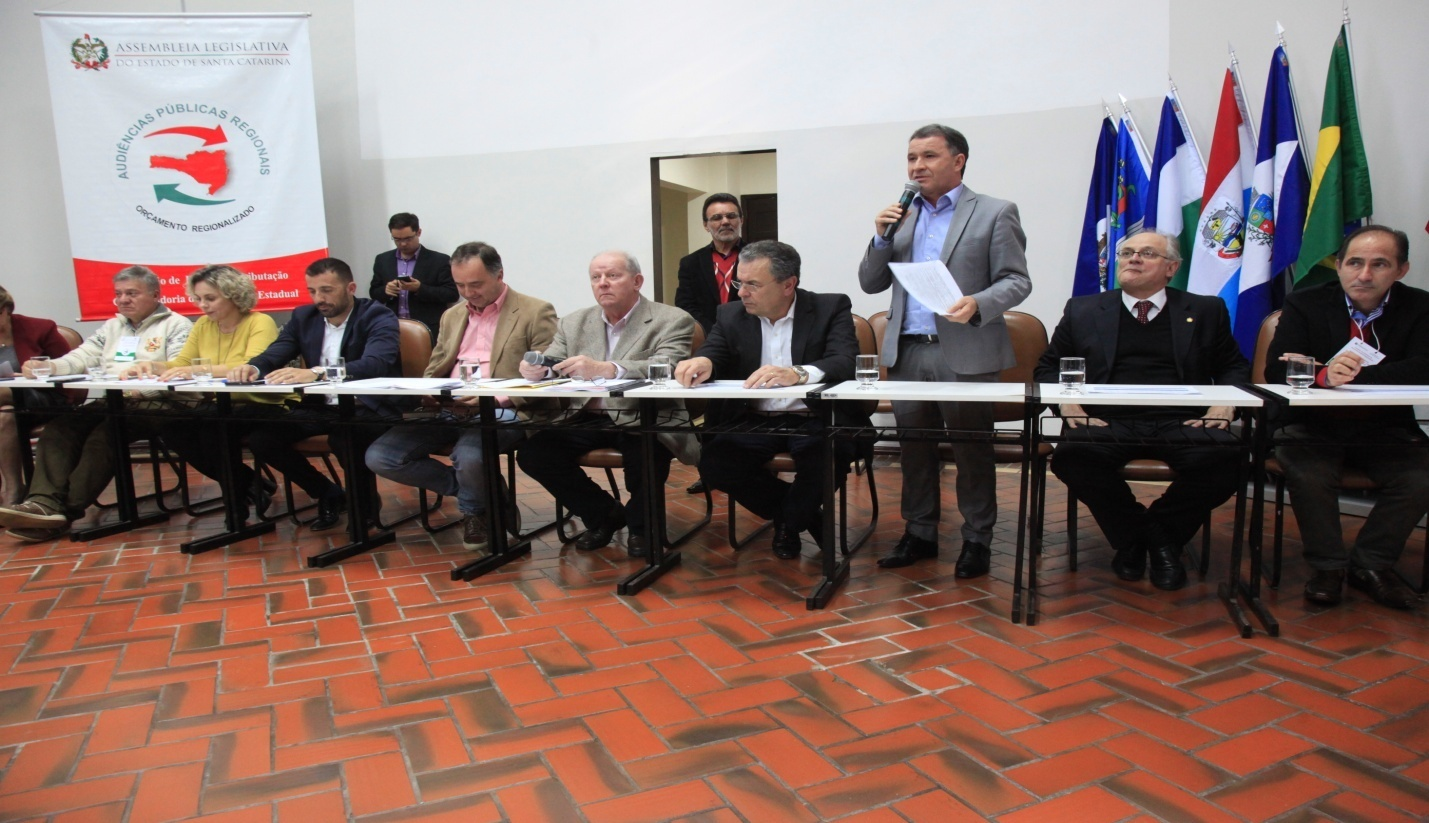 ASSEMBLEIA LEGISLATIVA
DO ESTADO DE SANTA CATARINA
AUDIÊNCIAS PÚBLICAS REGIONAIS
ORÇAMENTO REGIONALIZADO
Estadual